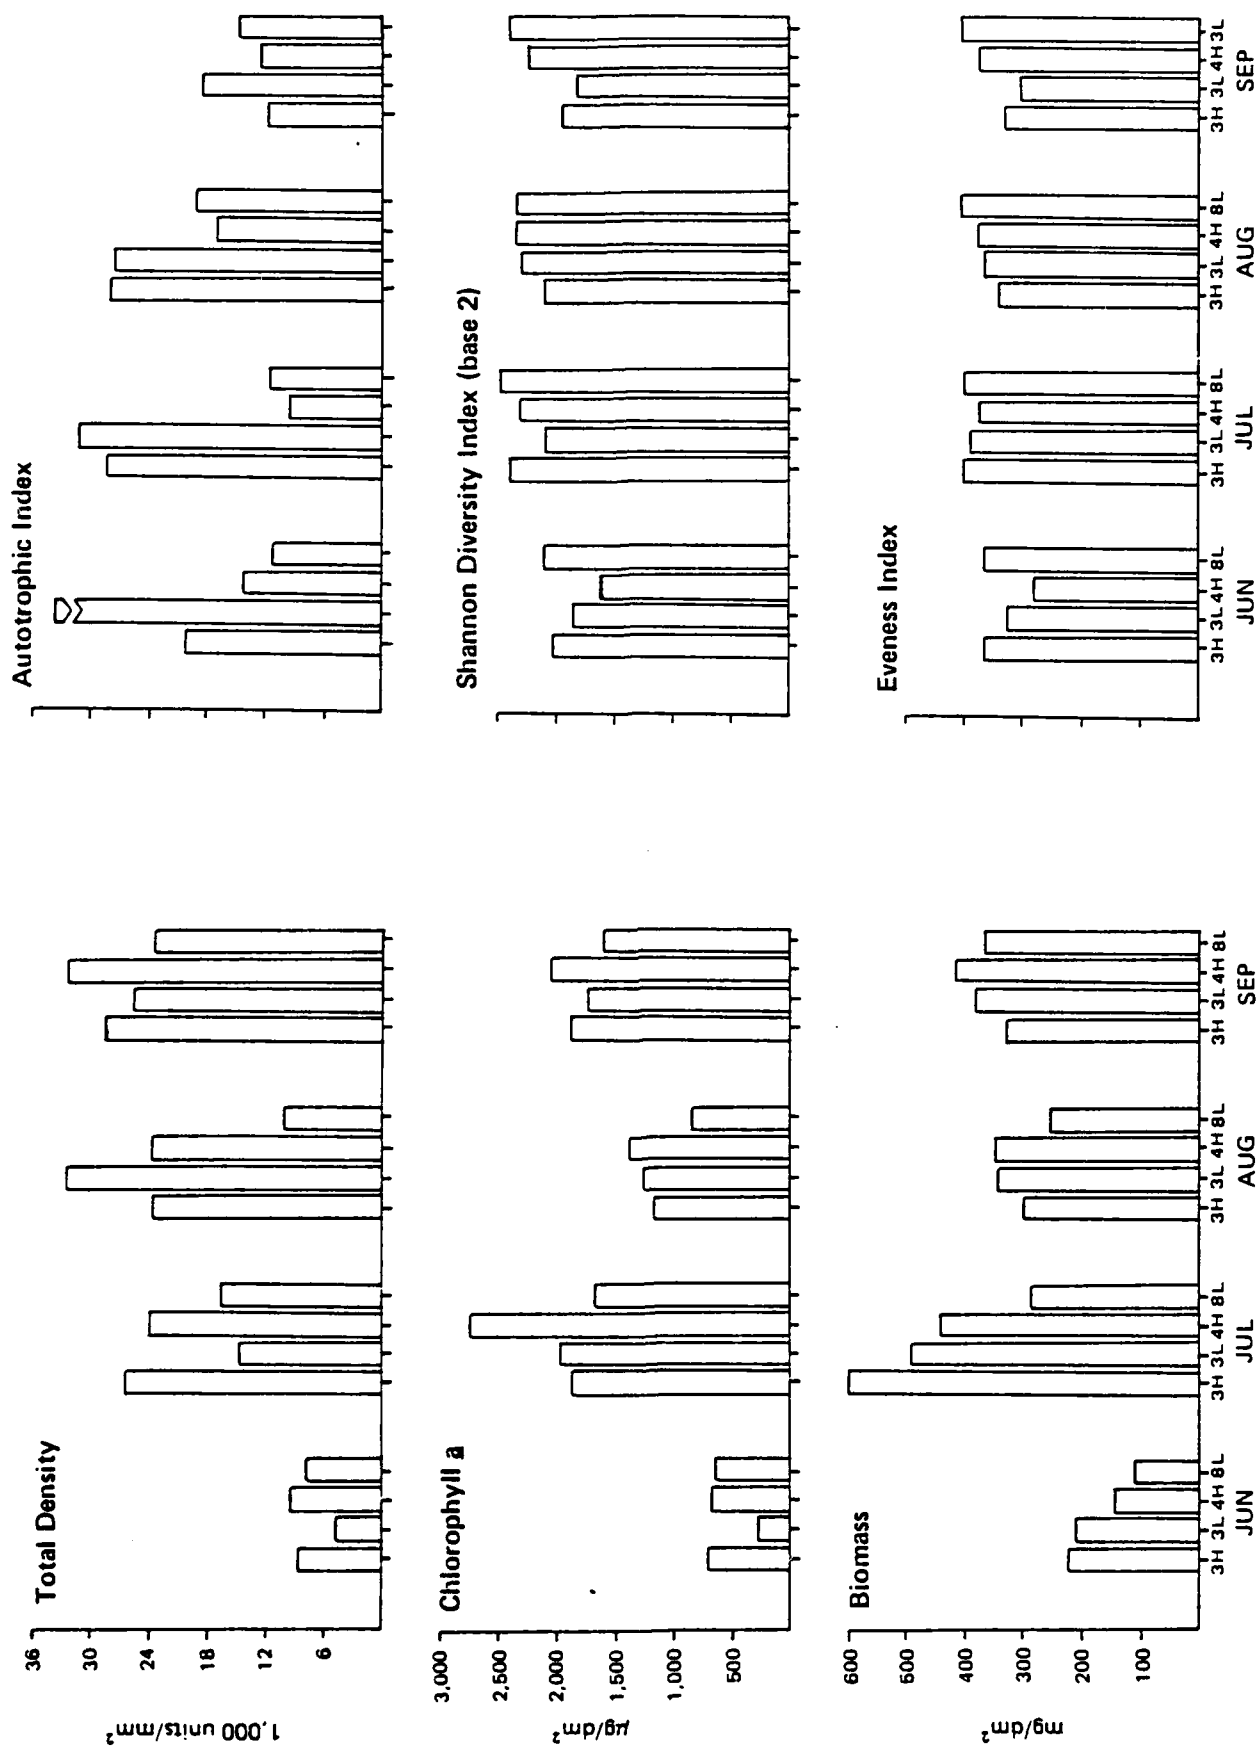 Total Density
1,000 units/mm²
36
30
24
18
12
6
Autotrophic Index
Chlorophyll a
µg/dm²
3,000
2,500
2,000
1,500
1,000
500
Shannon Diversity Index (base 2)
Biomass
mg/dm²
600
400
300
200
100
3H 3L 4H 8L 3H 3L 4H 8L 3H 3L 4H 8L 3H 3L 4H 8L
JUN JUL AUG SEP
Eveness Index
3H 3L 4H 8L 3H 3L 4H 8L 3H 3L 4H 8L 3H 3L 4H 3L
JUN JUL AUG SEP